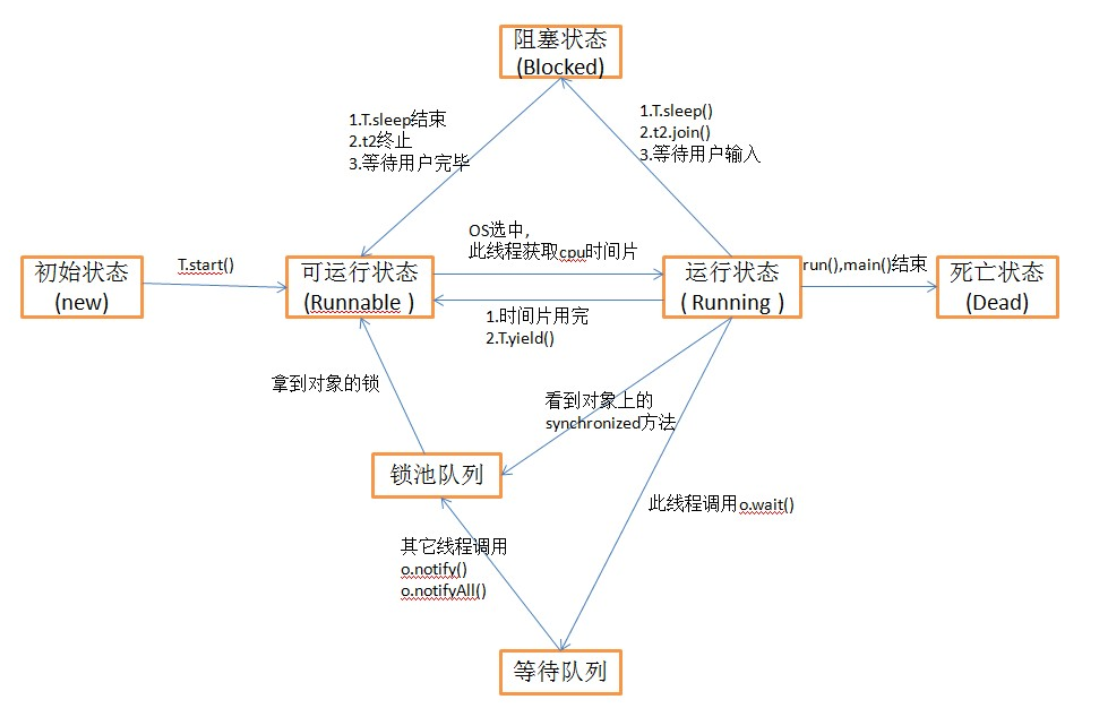 阻塞状态
(Blocked)
1.T.sleep结束
2.t2终止
3.等待用户完毕
1.T.sleep()
2.t2.join()
3.等待用户输入
OS选中，
此线程获取cpu时间片
初始状态
(new)
T.start()
可运行状态
(Runnable )
运行状态
( Running )
run(),main()结束
死亡状态
(Dead)
1.时间片用完
2.T.yield()
拿到对象的锁
看到对象上的
synchronized方法
锁池队列
此线程调用o.wait()
其它线程调用
o.notify()
o.notifyAll()
等待队列